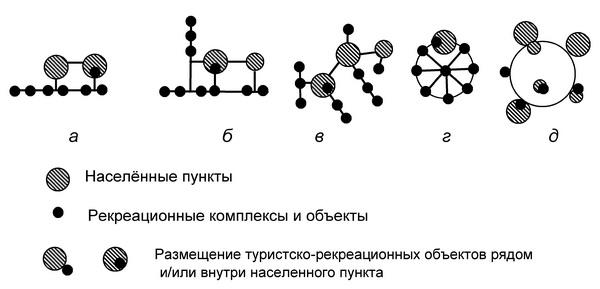 а б в г д
Населённые пункты
Рекреационные комплексы и объекты
Размещение туристско-рекреационных объектов рядом
и/или внутри населенного пункта